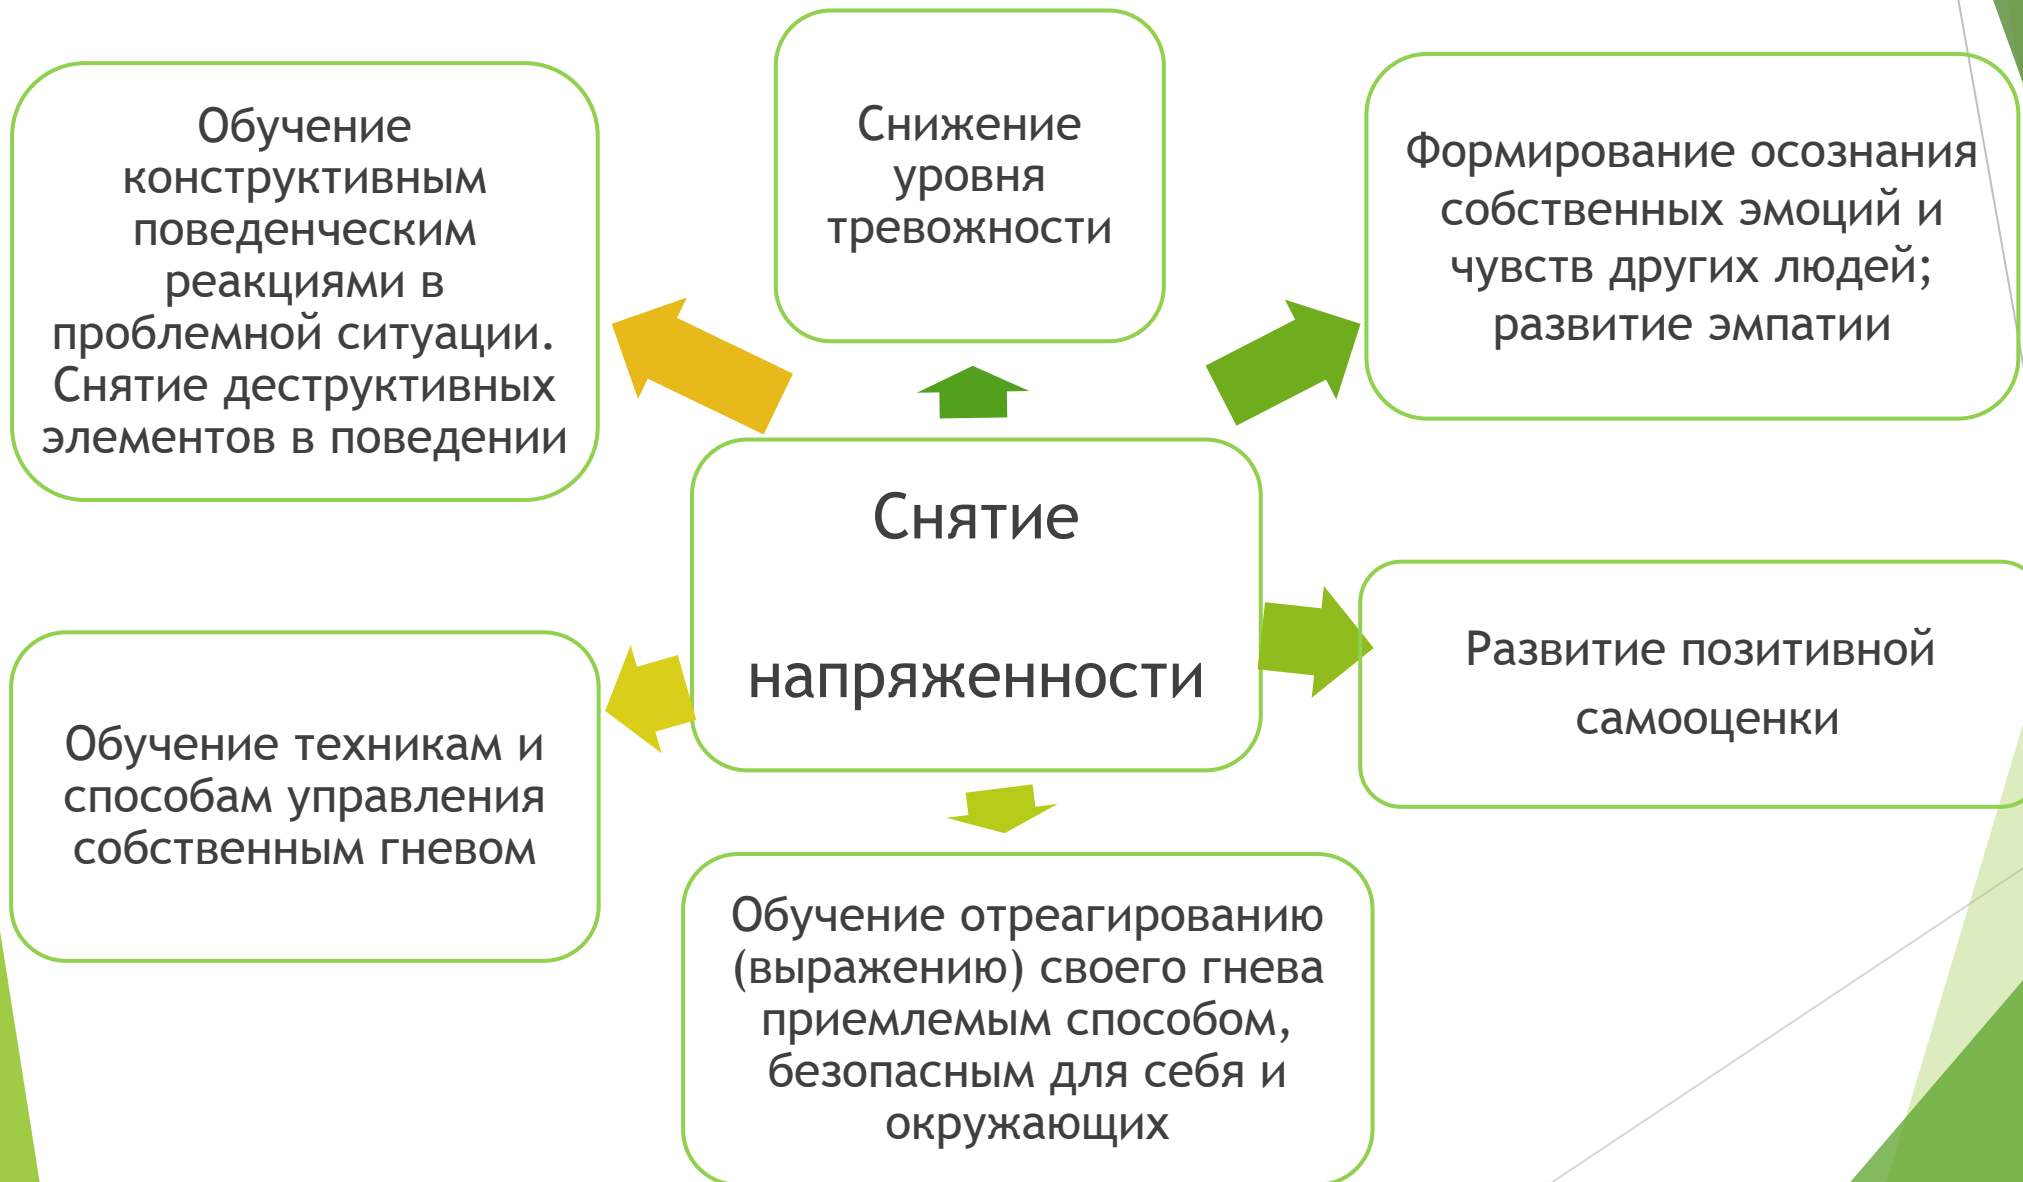 Обучение
конструктивным
поведенческим
реакциями в
проблемной ситуации.
Снятие деструктивных
элементов в поведении
Снижение
уровня
тревожности
Формирование осознания
собственных эмоций и
чувств других людей;
развитие эмпатии
Снятие
напряженности
Развитие позитивной
самооценки
Обучение техникам и
способам управления
собственным гневом
Обучение отреагированию
(выражению) своего гнева
приемлемым способом,
безопасным для себя и
окружающих